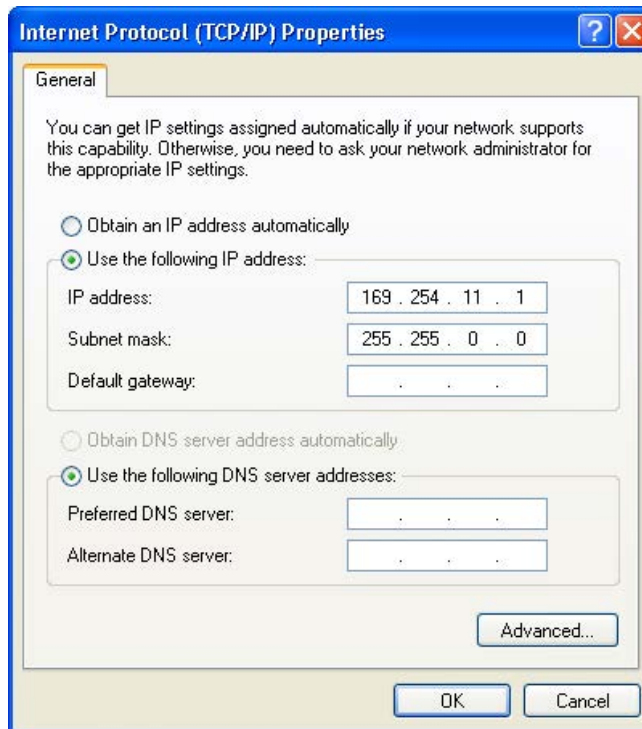 Internet Protocol (TCP/IP) Properties
General
You can get IP settings assigned automatically if your network supports
this capability. Otherwise, you need to ask your network administrator for
the appropriate IP settings.
Obtain an IP address automatically
Use the following IP address:
IP address: 169 . 254 . 11 . 1
Subnet mask: 255 . 255 . 0 . 0
Default gateway: . . .
Obtain DNS server address automatically
Use the following DNS server addresses:
Preferred DNS server: . . .
Alternate DNS server: . . .
Advanced...
OK Cancel